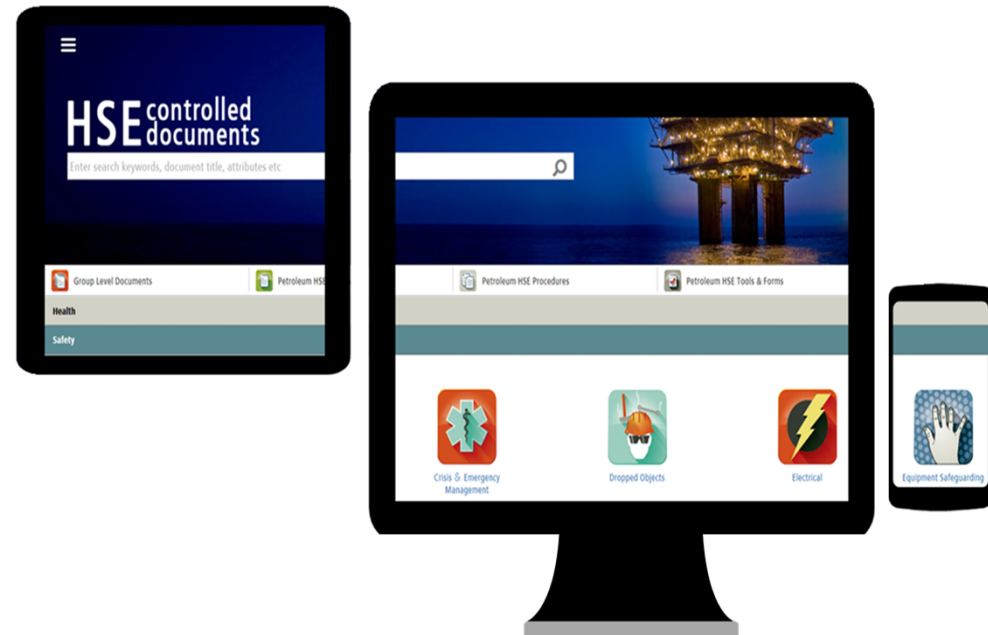 HSE controlled
documents
Enter search keywords, document title, attributes etc
Group Level Documents
Petroleum HSE
Petroleum HSE Procedures
Petroleum HSE Tools & Forms
Health
Safety
Crisis & Emergency
Management
Dropped Objects
Electrical
Equipment Safeguarding